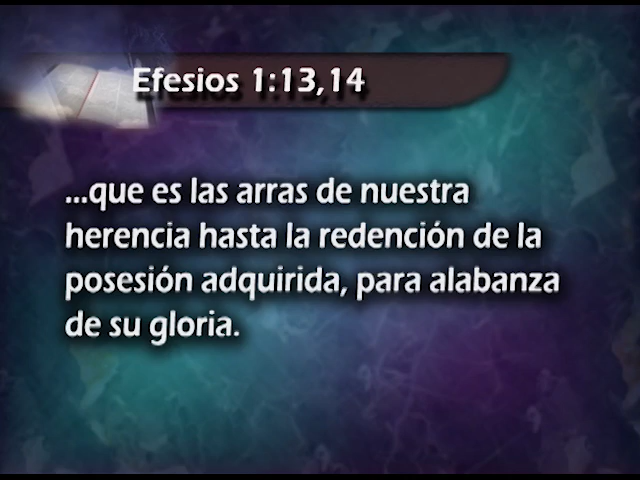 Efesios 1:13,14
...que es las arras de nuestra
herencia hasta la redención de la
posesión adquirida, para alabanza
de su gloria.